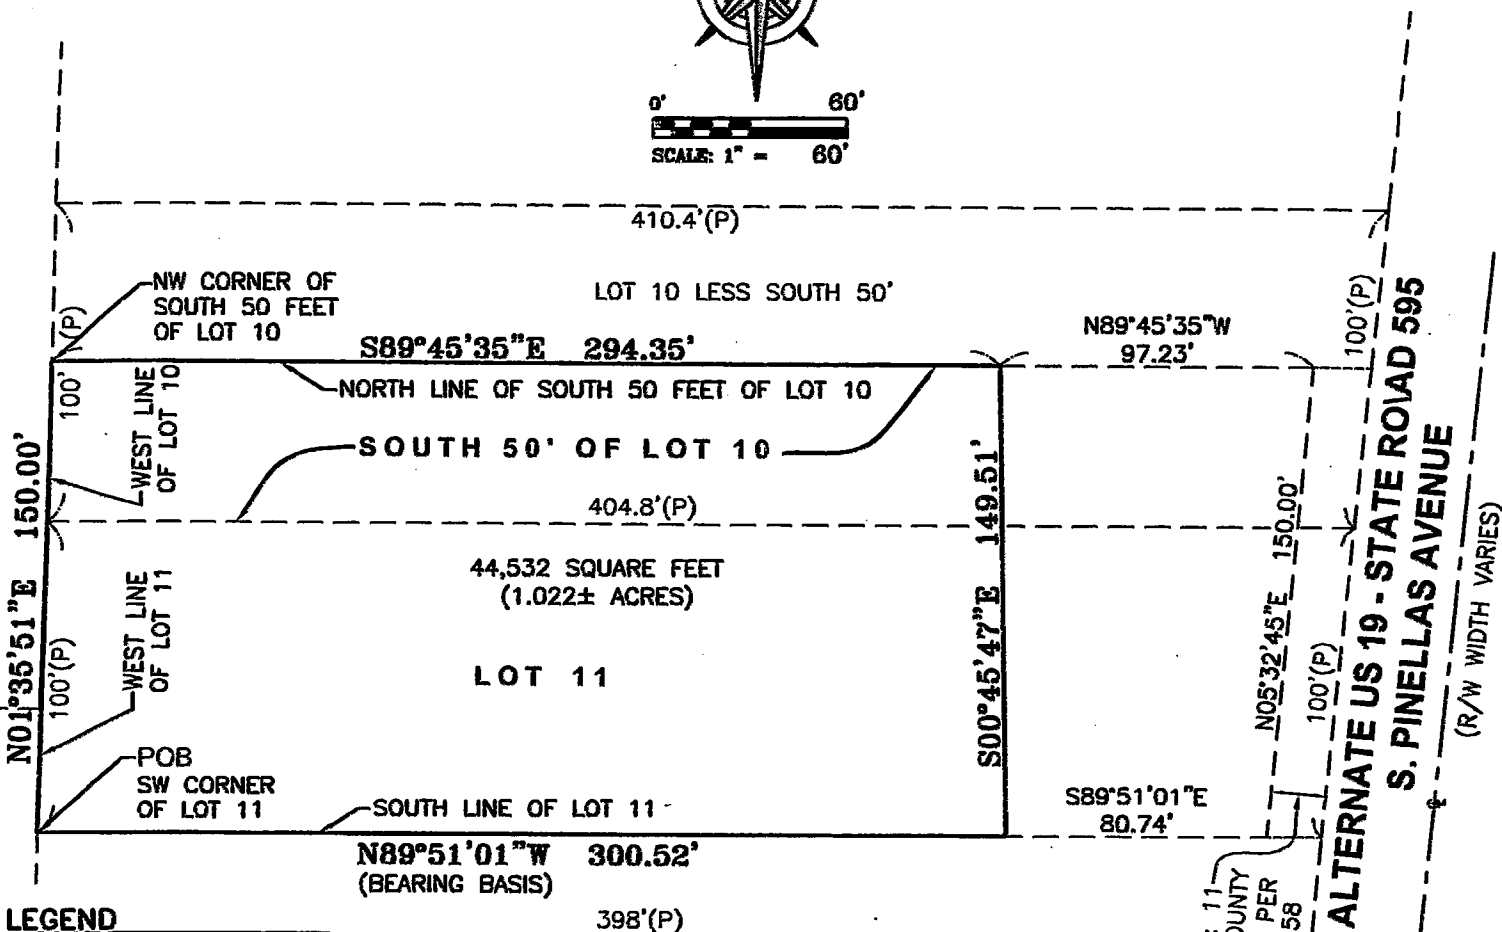 0' 60'
SCALE: 1" = 60'
410.4'(P)
NW CORNER OF
SOUTH 50 FEET
OF LOT 10
LOT 10 LESS SOUTH 50'
(P)
100'
100'(P)
N89°45'35"W
97.23'
S89°45'35"E 294.35'
NORTH LINE OF SOUTH 50 FEET OF LOT 10
WEST LINE
OF LOT 10
SOUTH 50' OF LOT 10
404.8'(P)
N01°35'51"E 150.00'
44,532 SQUARE FEET
(1.022± ACRES)
WEST LINE
OF LOT 11
100'(P)
LOT 11
S00°45'47"E 149.51'
N05°32'45"E 150.00'
100'(P)
ALTERNATE US 19 - STATE ROAD 595
S. PINELLAS AVENUE
(R/W WIDTH VARIES)
POB
SW CORNER
OF LOT 11
SOUTH LINE OF LOT 11
S89°51'01"E
80.74'
N89°51'01"W 300.52'
(BEARING BASIS)
398'(P)
LEGEND
11
OUNTY
PER
58